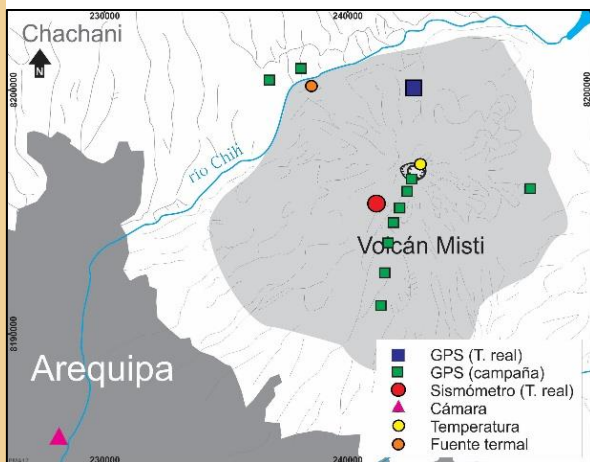 230000
240000
Chachani
N
8200000
8200000
río Chili
Volcán Misti
8190000
Arequipa
GPS (T. real)
GPS (campaña)
Sismómetro (T. real)
Cámara
Temperatura
Fuente termal
230000
240000